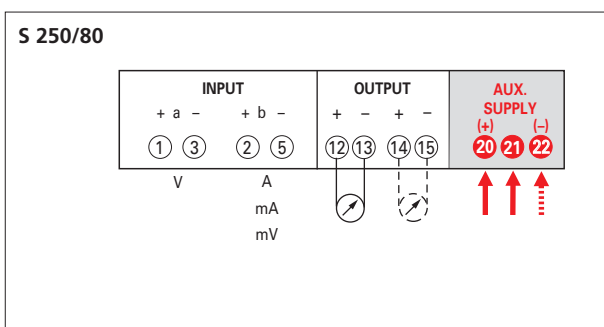 S 250/80
INPUT
+ a – + b –
1 3 2 5
V A
mA
mV
OUTPUT
+ – + –
12 13 14 15
AUX.
SUPPLY
(+) (–)
20 21 22